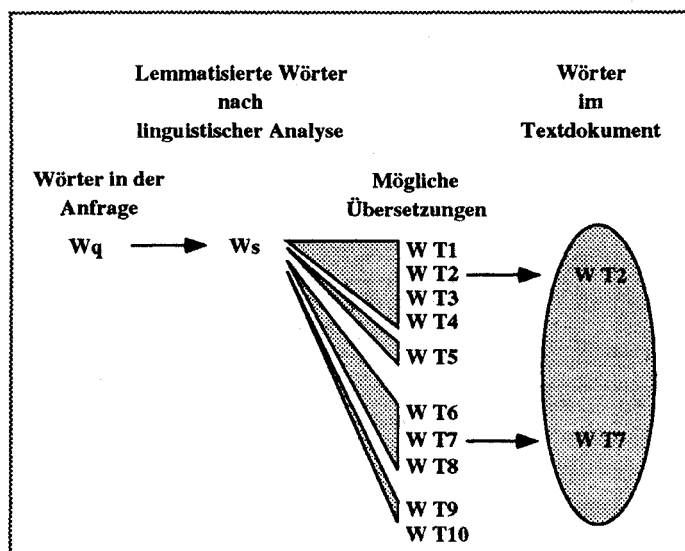 Lemmatisierte Wörter
nach
linguistischer Analyse
Wörter
im
Textdokument
Wörter in der
Anfrage
Mögliche
Übersetzungen
Wq
Ws
W T1
W T2
W T3
W T4
W T5
W T6
W T7
W T8
W T9
W T10
W T2
W T7